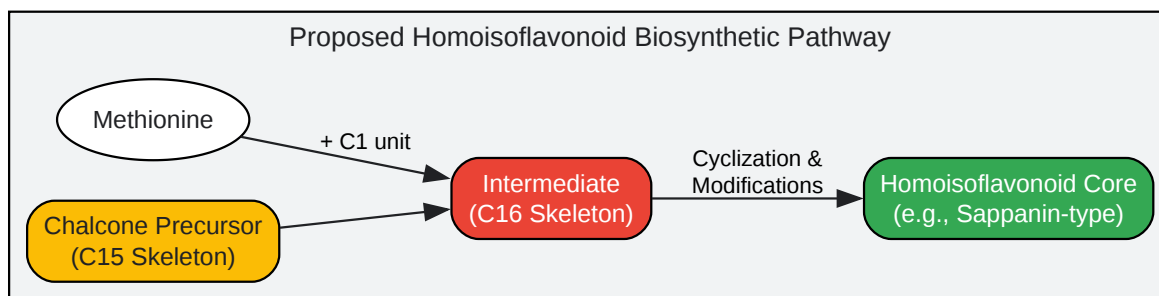 Proposed Homoisoflavonoid Biosynthetic Pathway
Methionine
+ C1 unit
Chalcone Precursor
(C15 Skeleton)
Intermediate
(C16 Skeleton)
Cyclization &
Modifications
Homoisoflavonoid Core
(e.g., Sappanin-type)